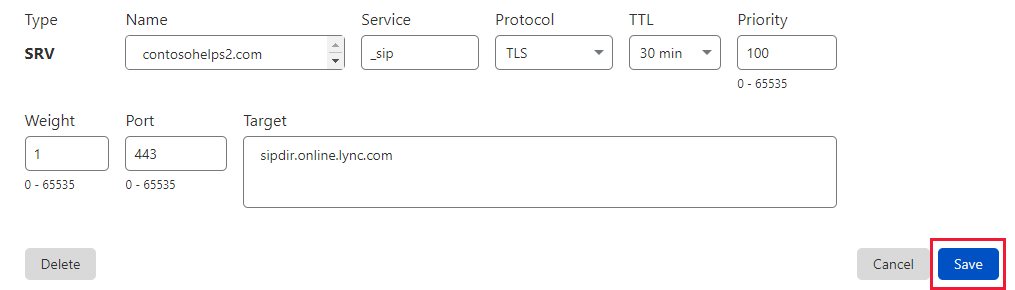 Type Name Service Protocol TTL Priority
SRV contosohelps2.com _sip TLS 30 min 100
0 - 65535
Weight Port Target
1 443 sipdir.online.lync.com
0 - 65535 0 - 65535
Delete Cancel Save